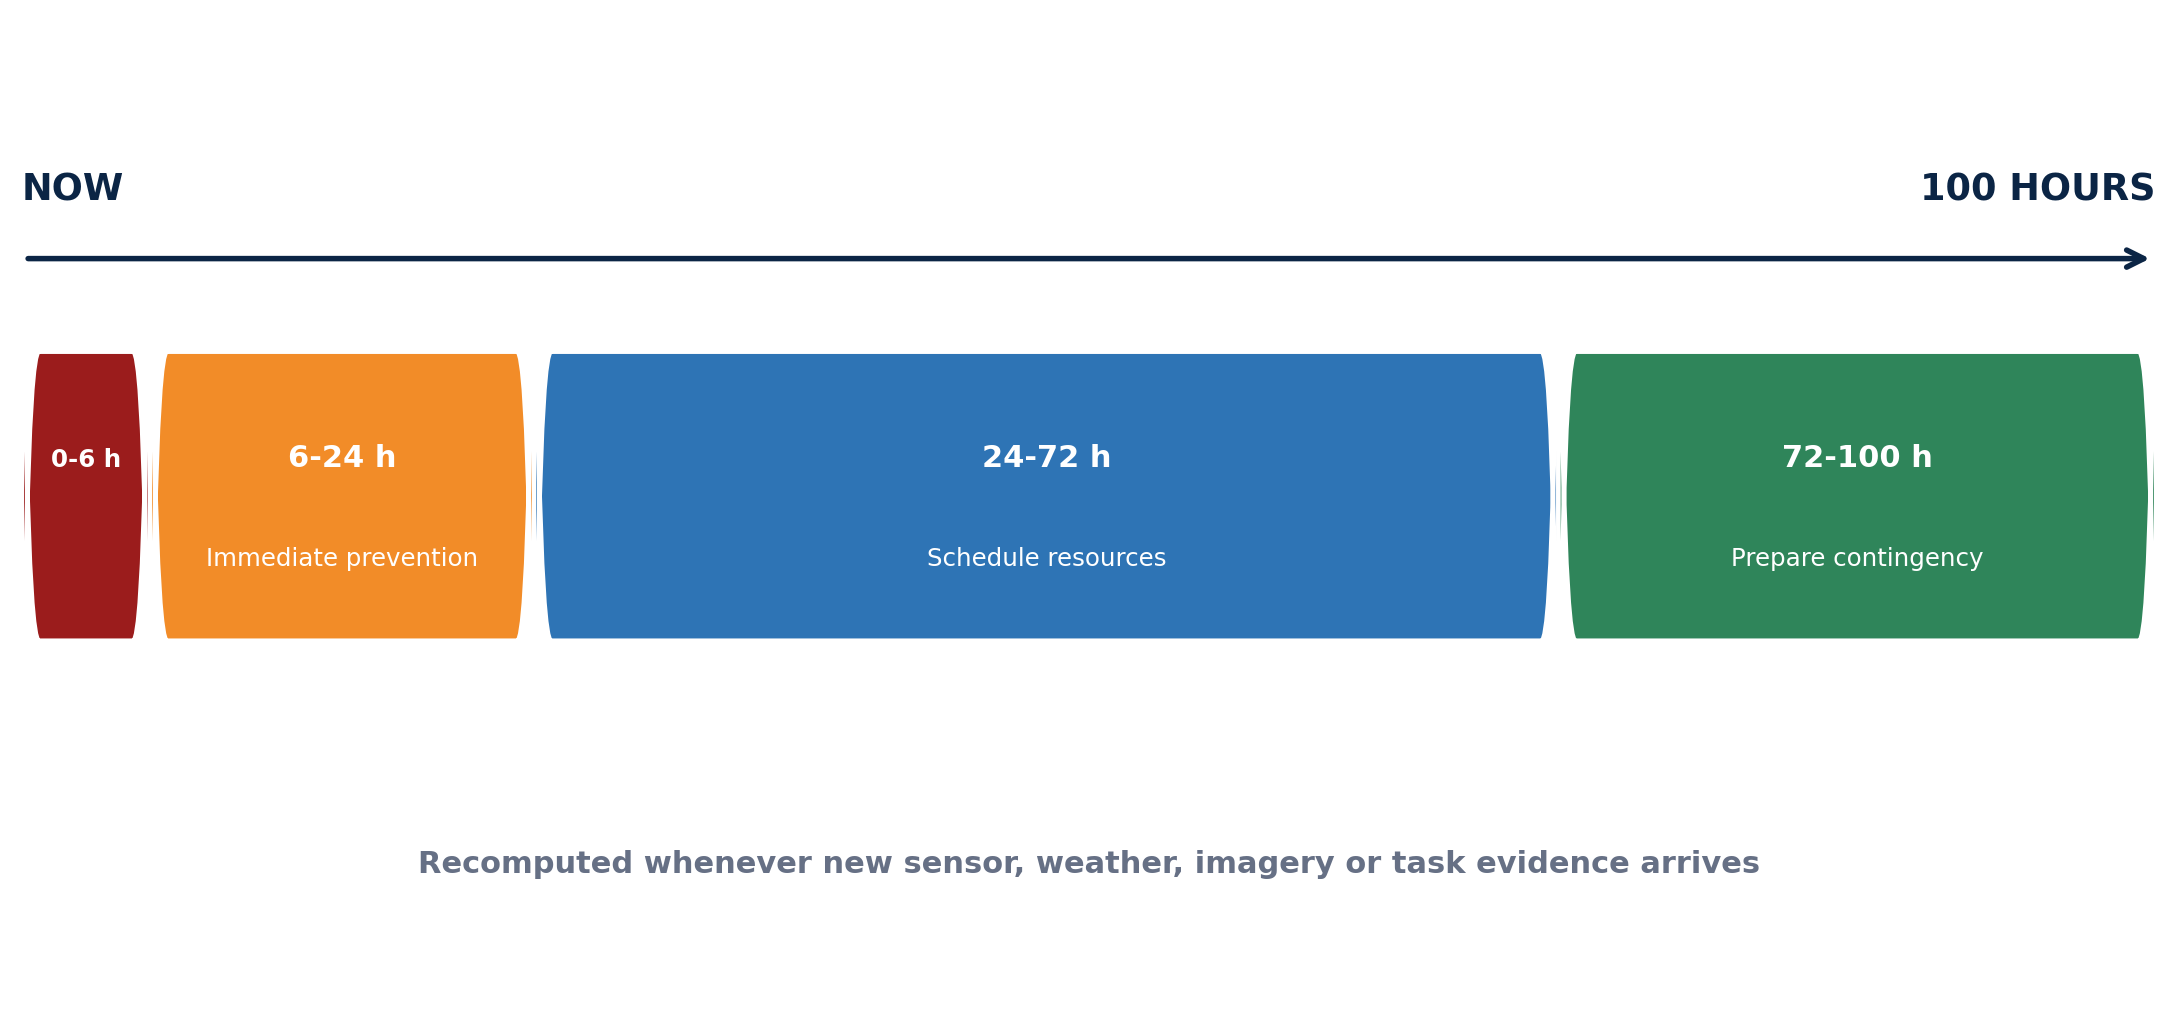 NOW
100 HOURS
0-6 h
6-24 h
Immediate prevention
24-72 h
Schedule resources
72-100 h
Prepare contingency
Recomputed whenever new sensor, weather, imagery or task evidence arrives